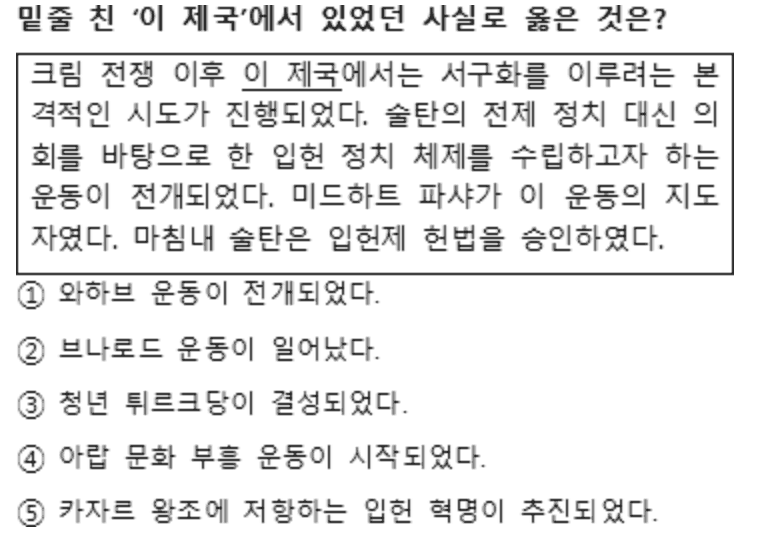 밑줄 친 ‘이 제국’에서 있었던 사실로 옳은 것은?
크림 전쟁 이후 이 제국에서는 서구화를 이루려는 본
격적인 시도가 진행되었다. 술탄의 전제 정치 대신 의
회를 바탕으로 한 입헌 정치 체제를 수립하고자 하는
운동이 전개되었다. 미드하트 파샤가 이 운동의 지도
자였다. 마침내 술탄은 입헌제 헌법을 승인하였다.
① 와하브 운동이 전개되었다.
② 브나로드 운동이 일어났다.
③ 청년 튀르크당이 결성되었다.
④ 아랍 문화 부흥 운동이 시작되었다.
⑤ 카자르 왕조에 저항하는 입헌 혁명이 추진되었다.